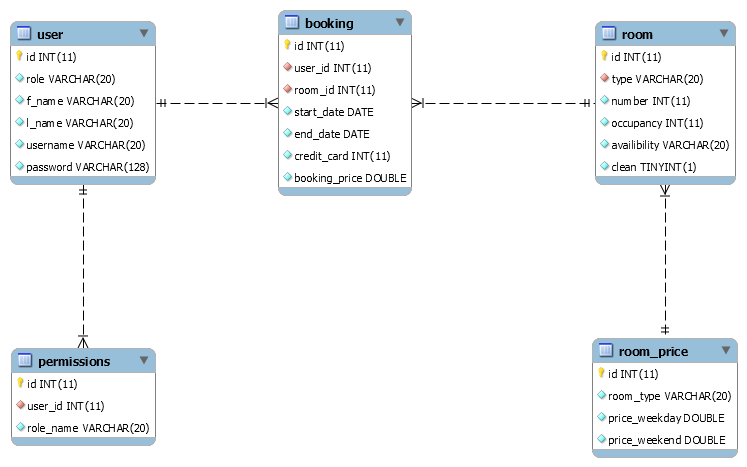 user
id INT(11)
role VARCHAR(20)
f_name VARCHAR(20)
l_name VARCHAR(20)
username VARCHAR(20)
password VARCHAR(128)
booking
id INT(11)
user_id INT(11)
room_id INT(11)
start_date DATE
end_date DATE
credit_card INT(11)
booking_price DOUBLE
room
id INT(11)
type VARCHAR(20)
number INT(11)
occupancy INT(11)
availibility VARCHAR(20)
clean TINYINT(1)
permissions
id INT(11)
user_id INT(11)
role_name VARCHAR(20)
room_price
id INT(11)
room_type VARCHAR(20)
price_weekday DOUBLE
price_weekend DOUBLE